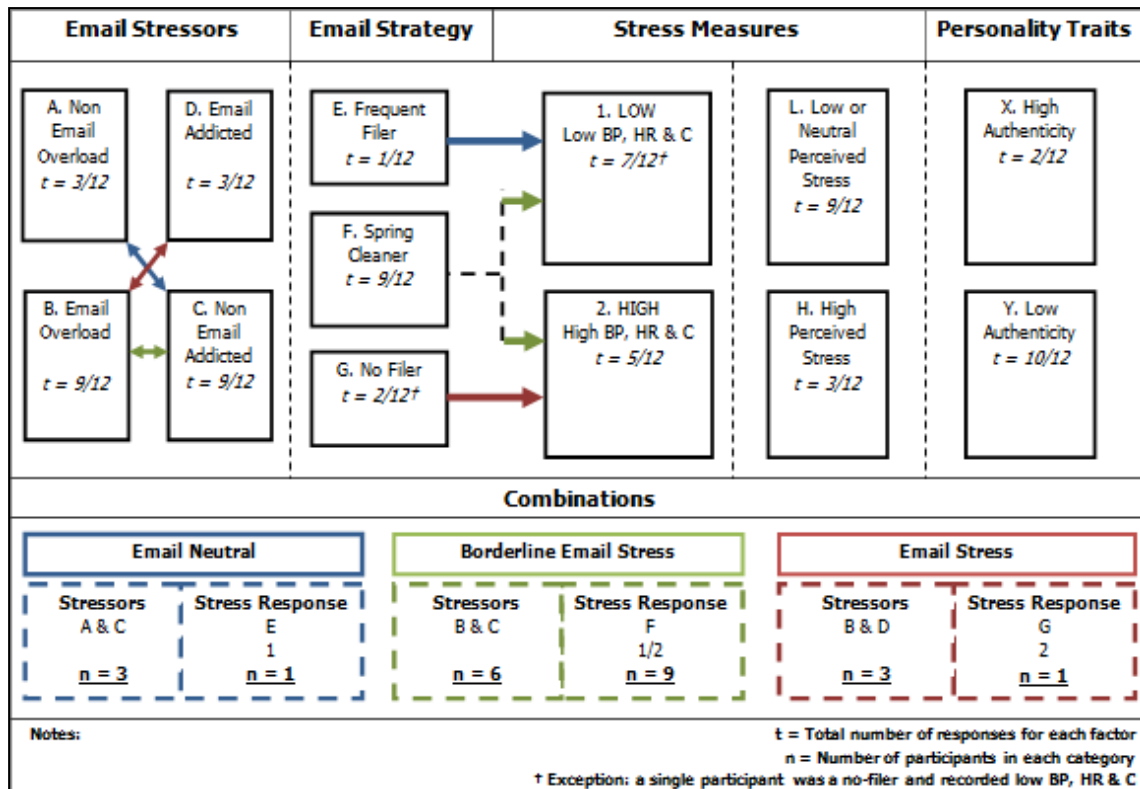 Email Stressors
Email Strategy
Stress Measures
Personality Traits
A. Non
Email
Overload
t = 3/12
D. Email
Addicted
t = 3/12
B. Email
Overload
t = 9/12
C. Non
Email
Addicted
t = 9/12
E. Frequent
Filer
t = 1/12
F. Spring
Cleaner
t = 9/12
G. No Filer
t = 2/12†
1. LOW
Low BP, HR & C
t = 7/12†
2. HIGH
High BP, HR & C
t = 5/12
L. Low or
Neutral
Perceived
Stress
t = 9/12
H. High
Perceived
Stress
t = 3/12
X. High
Authenticity
t = 2/12
Y. Low
Authenticity
t = 10/12
Combinations
Email Neutral
Stressors
A & C
n = 3
Stress Response
E
1
n = 1
Borderline Email Stress
Stressors
B & C
n = 6
Stress Response
F
1/2
n = 9
Email Stress
Stressors
B & D
n = 3
Stress Response
G
2
n = 1
Notes:
t = Total number of responses for each factor
n = Number of participants in each category
† Exception: a single participant was a no-filer and recorded low BP, HR & C